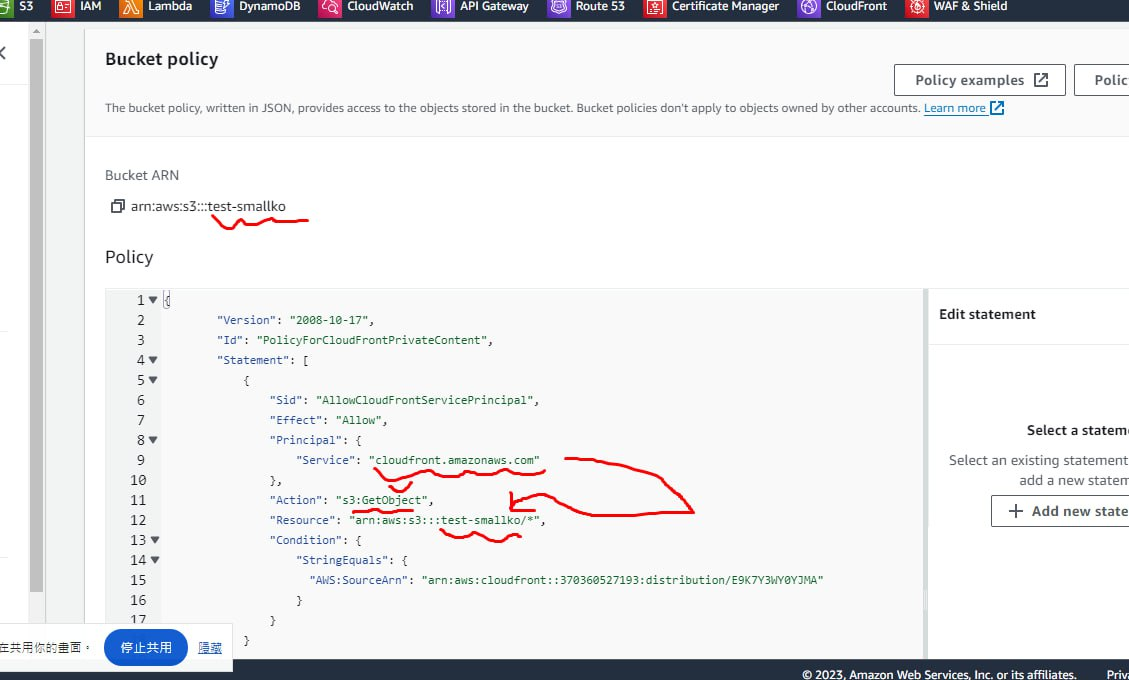 S3 IAM Lambda DynamoDB CloudWatch API Gateway Route 53 Certificate Manager CloudFront WAF & Shield
Bucket policy
Policy examples
The bucket policy, written in JSON, provides access to the objects stored in the bucket. Bucket policies don't apply to objects owned by other accounts. Learn more
Bucket ARN
arn:aws:s3:::test-smallko
Policy
1 {
2 "Version": "2008-10-17",
3 "Id": "PolicyForCloudFrontPrivateContent",
4 "Statement": [
5 {
6 "Sid": "AllowCloudFrontServicePrincipal",
7 "Effect": "Allow",
8 "Principal": {
9 "Service": "cloudfront.amazonaws.com"
10 },
11 "Action": "s3:GetObject",
12 "Resource": "arn:aws:s3:::test-smallko/*",
13 "Condition": {
14 "StringEquals": {
15 "AWS:SourceArn": "arn:aws:cloudfront::370360527193:distribution/E9K7Y3WY0YJMA"
16 }
17 }
}
Edit statement
Select a
Select an existing statement
add a new
Add new
在共用你的畫面。 停止共用 隱藏
© 2023, Amazon Web Services, Inc. or its affiliates.